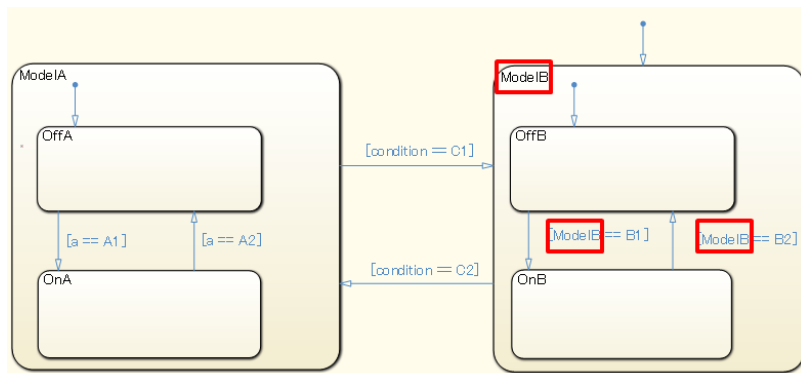 ModelA
ModelB
OffA
OffB
[condition == C1]
[a == A1]
[a == A2]
[ModelB == B1]
[ModelB == B2]
[condition == C2]
OnA
OnB